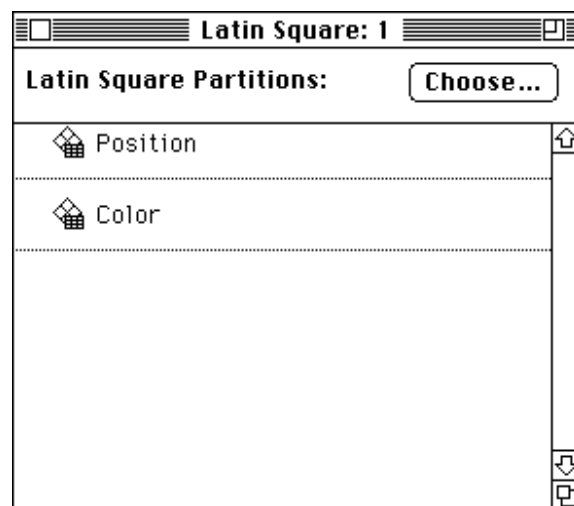 Latin Square: 1
Latin Square Partitions:
Choose...
Position
Color